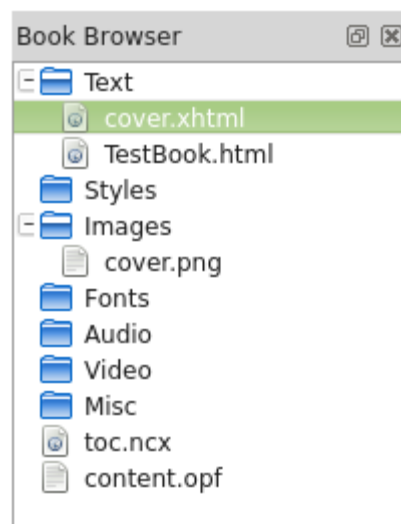 Book Browser
Text
cover.xhtml
TestBook.html
Styles
Images
cover.png
Fonts
Audio
Video
Misc
toc.ncx
content.opf